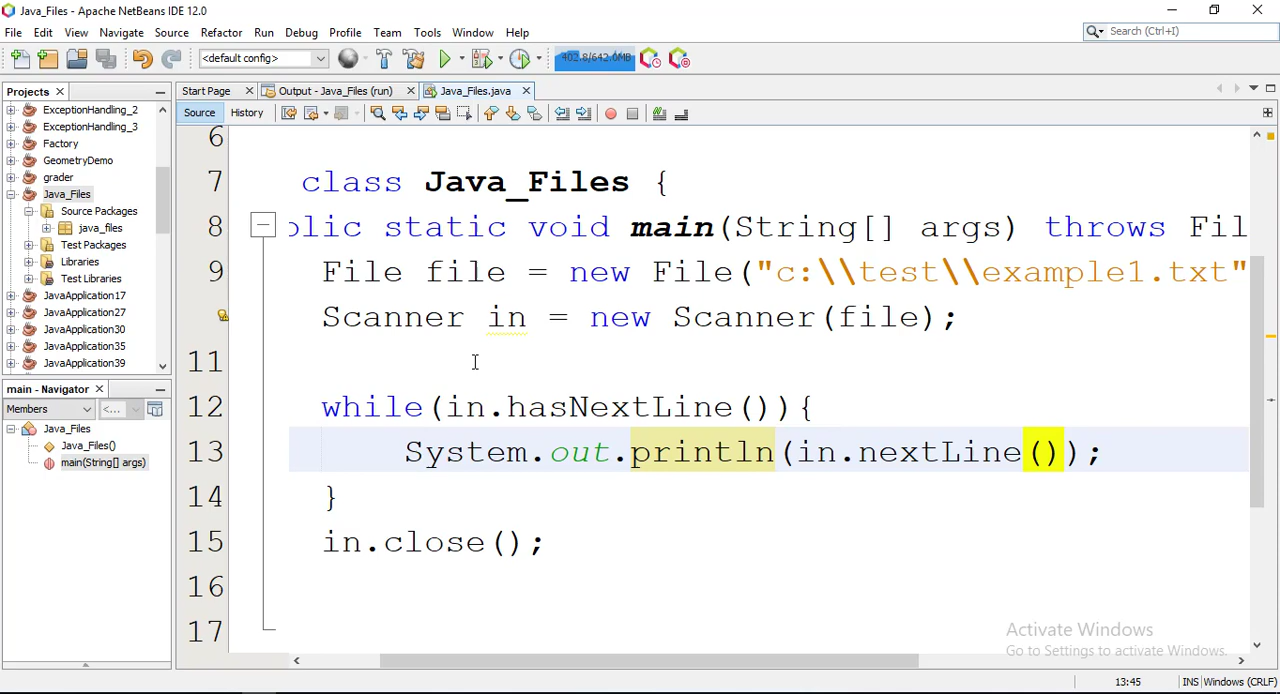 Java_Files - Apache NetBeans IDE 12.0
File Edit View Navigate Source Refactor Run Debug Profile Team Tools Window Help
Search (Ctrl+I)
<default config>
402.8/642.0MB
Projects
Start Page
Output - Java_Files (run)
Java_Files.java
Source History
ExceptionHandling_2
ExceptionHandling_3
Factory
GeometryDemo
grader
Java_Files
Source Packages
java_files
Test Packages
Libraries
Test Libraries
JavaApplication17
JavaApplication27
JavaApplication30
JavaApplication35
JavaApplication39
main - Navigator
Members
<...
Java_Files
Java_Files()
main(String[] args)
6
7 class Java_Files {
8 olic static void main(String[] args) throws Fil
9 File file = new File("c:\\test\\example1.txt"
Scanner in = new Scanner(file);
11
12 while(in.hasNextLine()){
13 System.out.println(in.nextLine());
14 }
15 in.close();
16
17
Activate Windows
Go to Settings to activate Windows.
13:45
INS
Windows (CRLF)